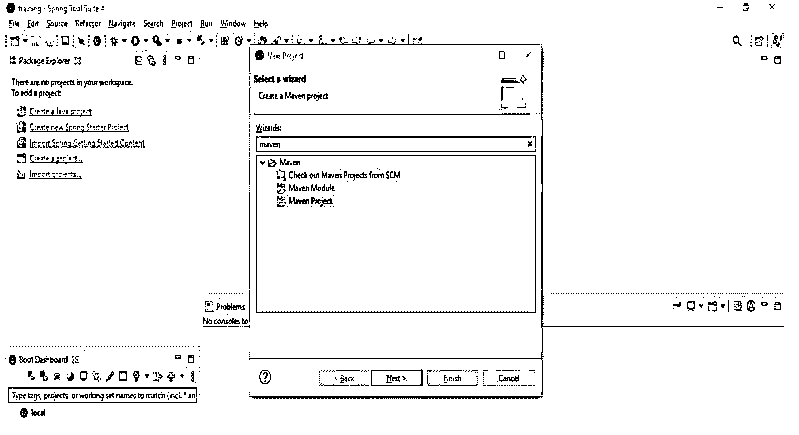 training - Spring Tool Suite 4
File Edit Source Refactor Navigate Search Project Run Window Help
Package Explorer
There are no projects in your workspace.
To add a project:
Create a Java project
Create new Spring Starter Project
Import Spring Getting Started Content
Create a project...
Import projects...
New Project
Select a wizard
Create a Maven project
Wizards:
maven
Maven
Check out Maven Projects from SCM
Maven Module
Maven Project
Problems
No consoles to
Boot Dashboard
Type tags, projects, or working set names to match (incl. * an
local
< Back
Next >
Finish
Cancel